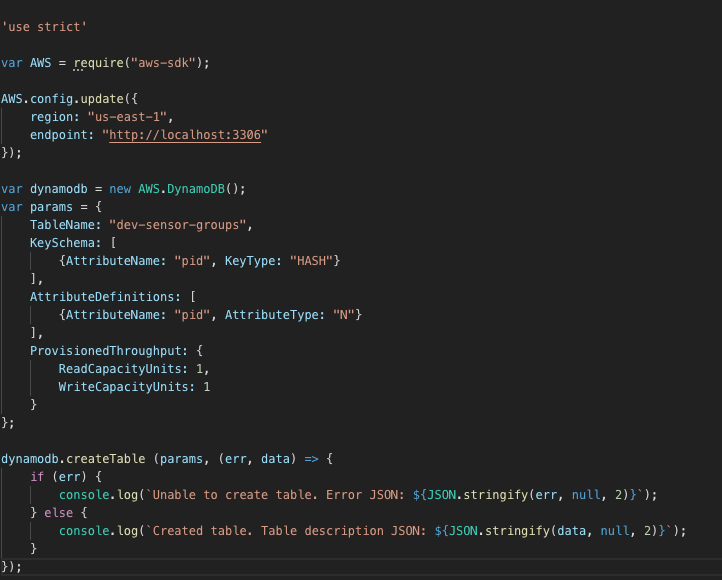 'use strict'
var AWS = require("aws-sdk");
AWS.config.update({
    region: "us-east-1",
    endpoint: "http://localhost:3306"
});
var dynamodb = new AWS.DynamoDB();
var params = {
    TableName: "dev-sensor-groups",
    KeySchema: [
        {AttributeName: "pid", KeyType: "HASH"}
    ],
    AttributeDefinitions: [
        {AttributeName: "pid", AttributeType: "N"}
    ],
    ProvisionedThroughput: {
        ReadCapacityUnits: 1,
        WriteCapacityUnits: 1
    }
};
dynamodb.createTable (params, (err, data) => {
    if (err) {
        console.log(`Unable to create table. Error JSON: ${JSON.stringify(err, null, 2)}`);
    } else {
        console.log(`Created table. Table description JSON: ${JSON.stringify(data, null, 2)}`);
    }
});